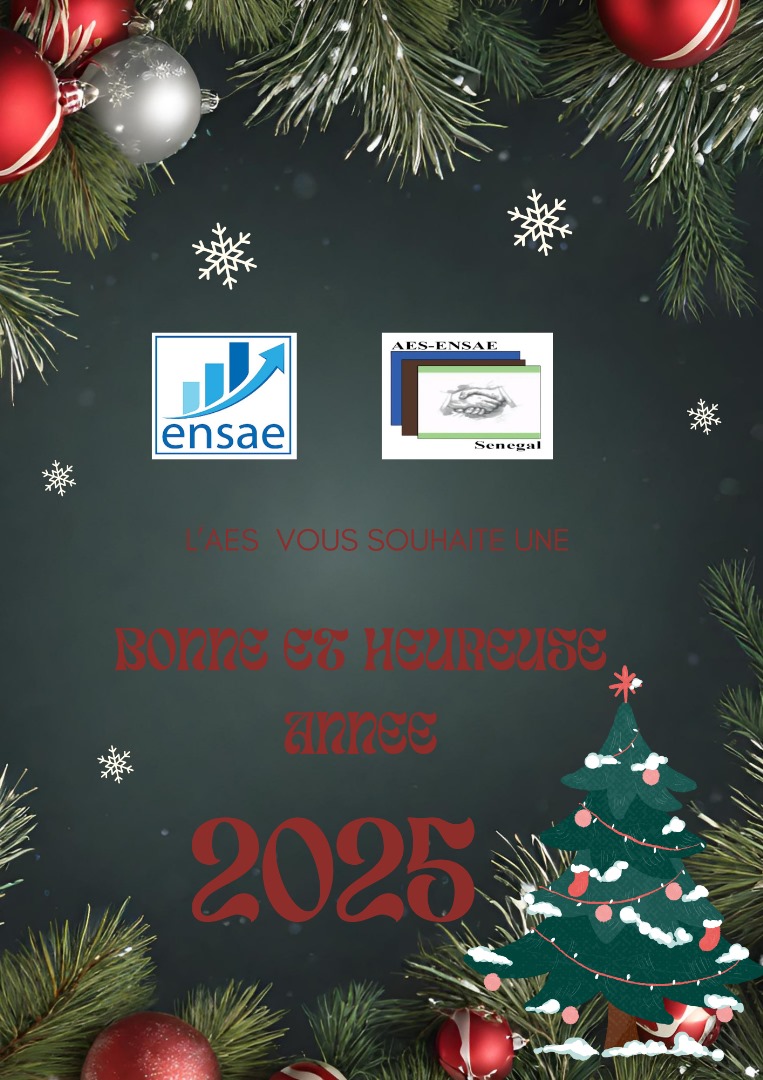 ensae
AES-ENSAE
Senegal
L'AES VOUS SOUHAITE UNE
BONNE ET HEUREUSE
ANNEE
2025